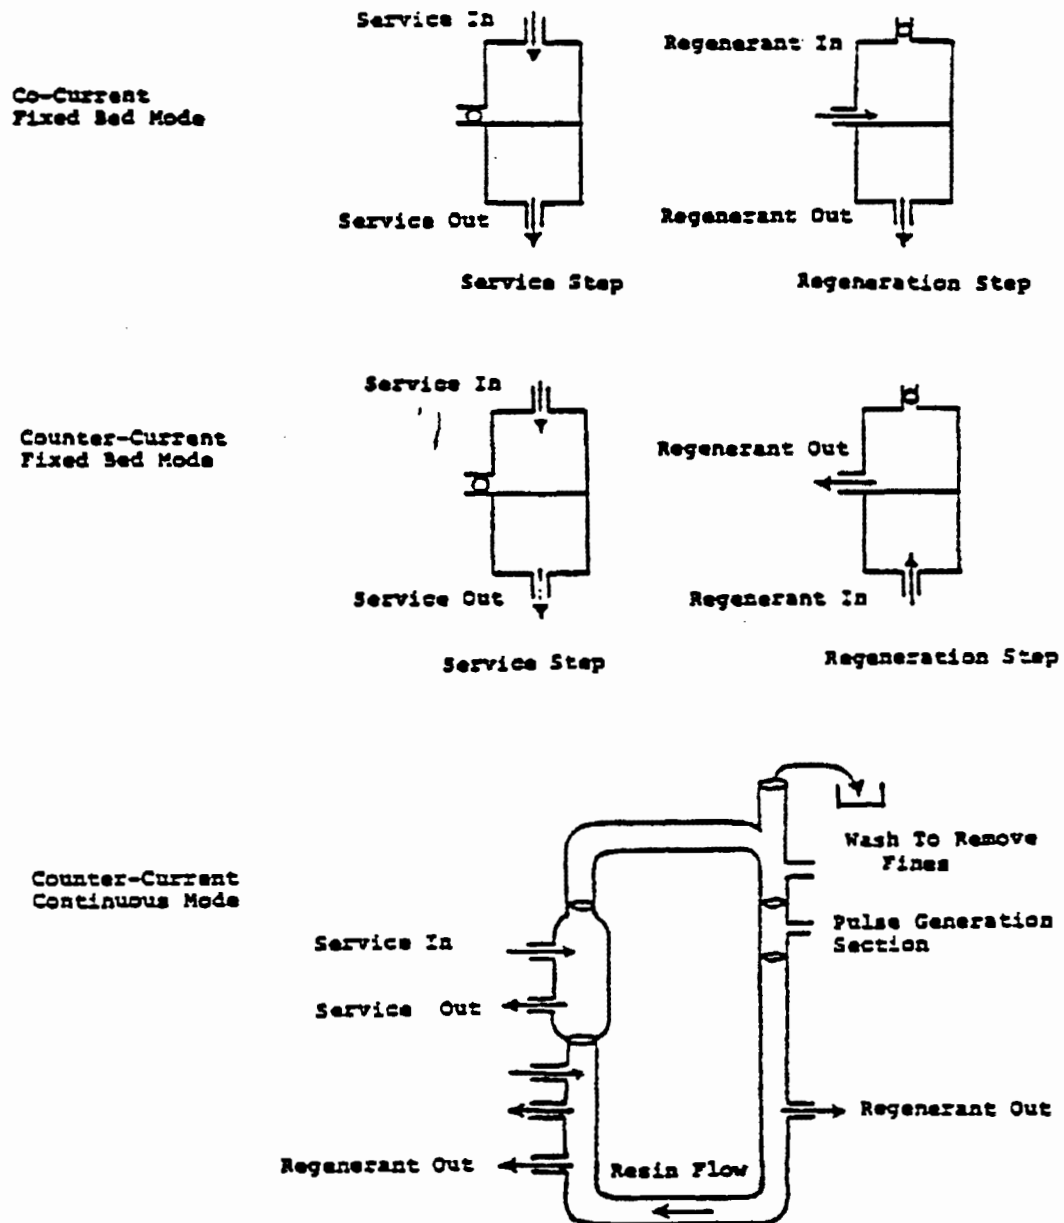 Service In
Regenerant In
Co-Current
Fixed Bed Mode
Service Out
Regenerant Out
Service Step
Regeneration Step
Service In
Counter-Current
Fixed Bed Mode
Regenerant Out
Service Out
Regenerant In
Service Step
Regeneration Step
Wash To Remove
Fines
Counter-Current
Continuous Mode
Pulse Generation
Section
Service In
Service Out
Regenerant Out
Regenerant Out
Resin Flow